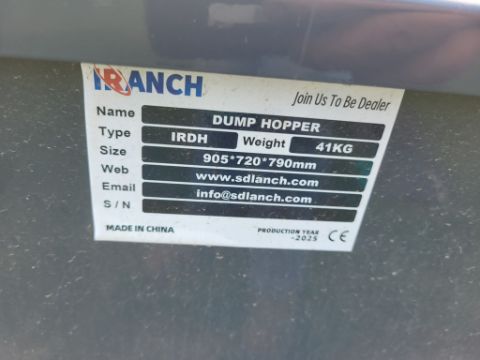 IRANCH
Join Us To Be Dealer
Name DUMP HOPPER
Type IRDH Weight 41KG
Size 905*720*790mm
Web www.sdlanch.com
Email info@sdlanch.com
S / N
MADE IN CHINA PRODUCTION YEAR
-2025 CE